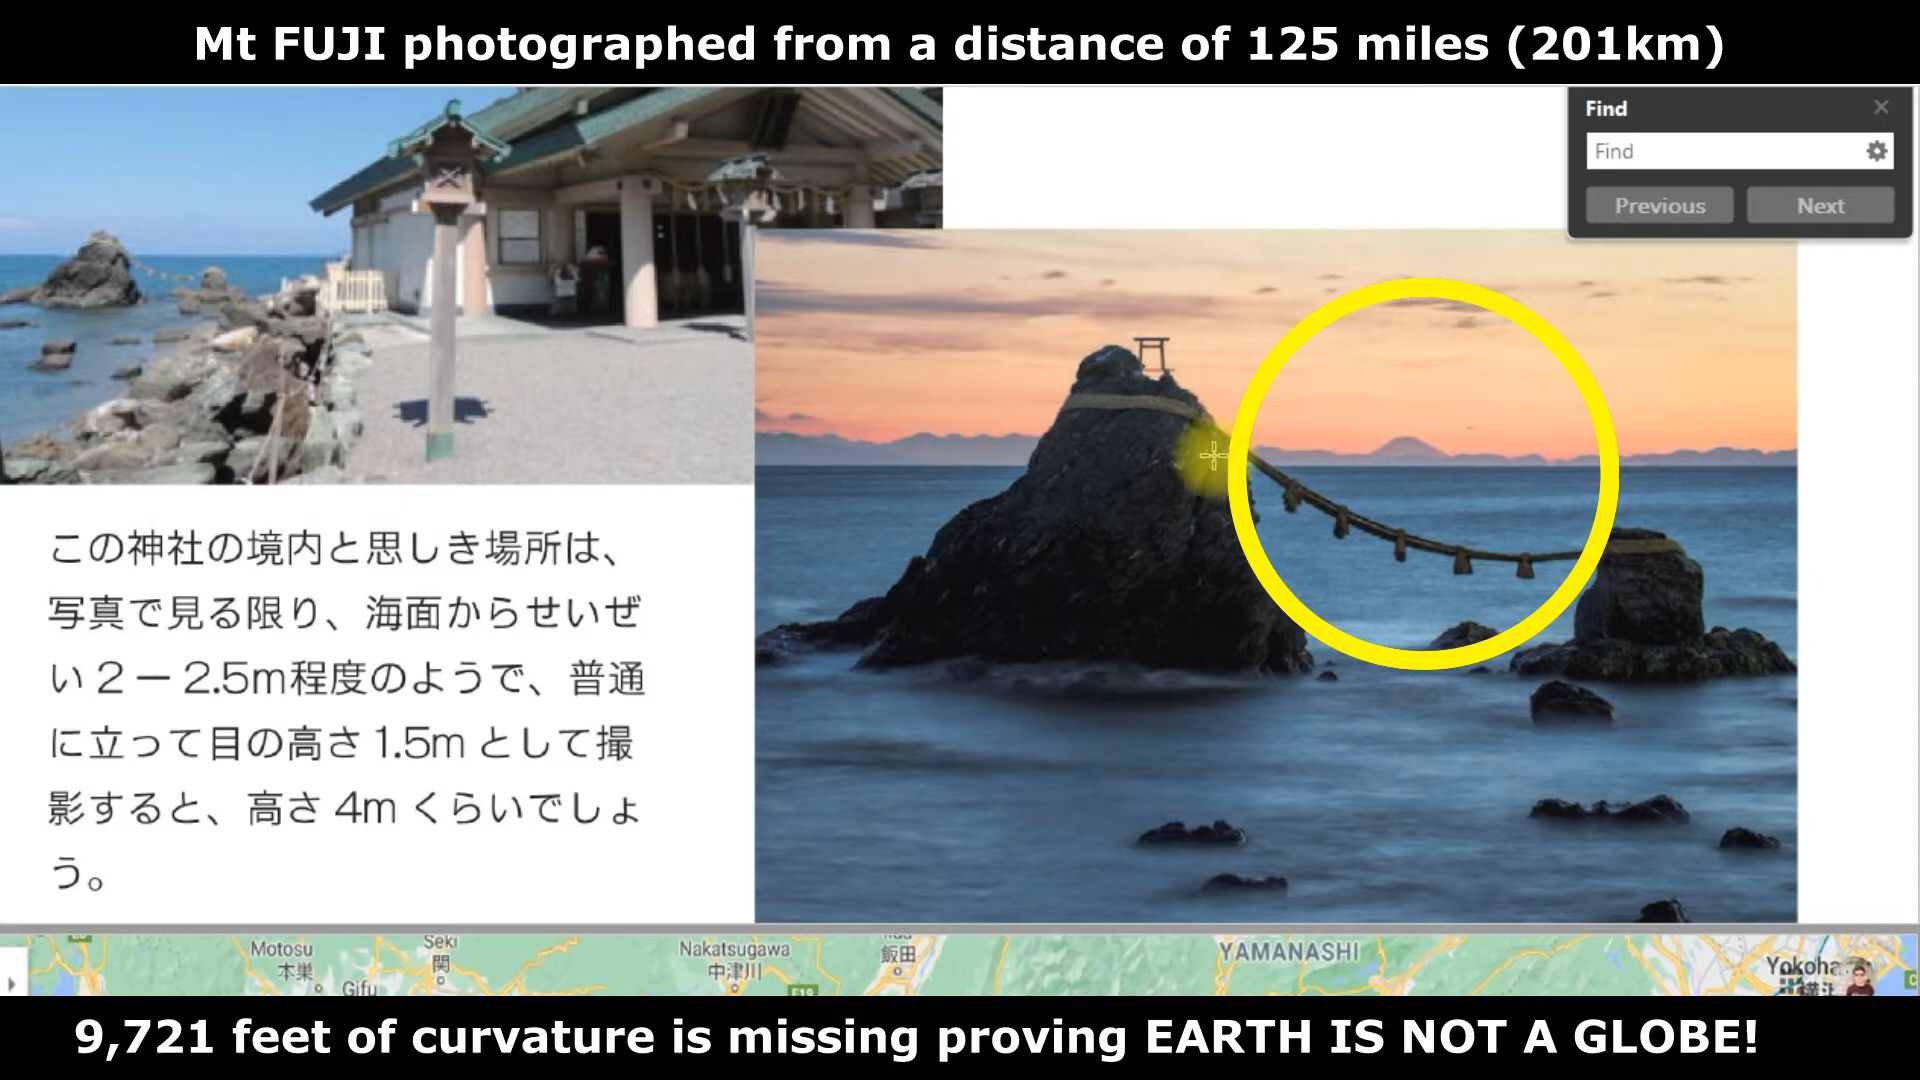 Mt FUJI photographed from a distance of 125 miles (201km)
Find
Find
Previous
Next
この神社の境内と思しき場所は、
写真で見る限り、海面からせいぜ
い２ー２.5m程度のようで、普通
に立って目の高さ 1.5m として撮
影すると、高さ 4m くらいでしょ
う。
Motosu
本巣
Seki
関
Gifu
Nakatsugawa
中津川
飯田
E19
YAMANASHI
9,721 feet of curvature is missing proving EARTH IS NOT A GLOBE!